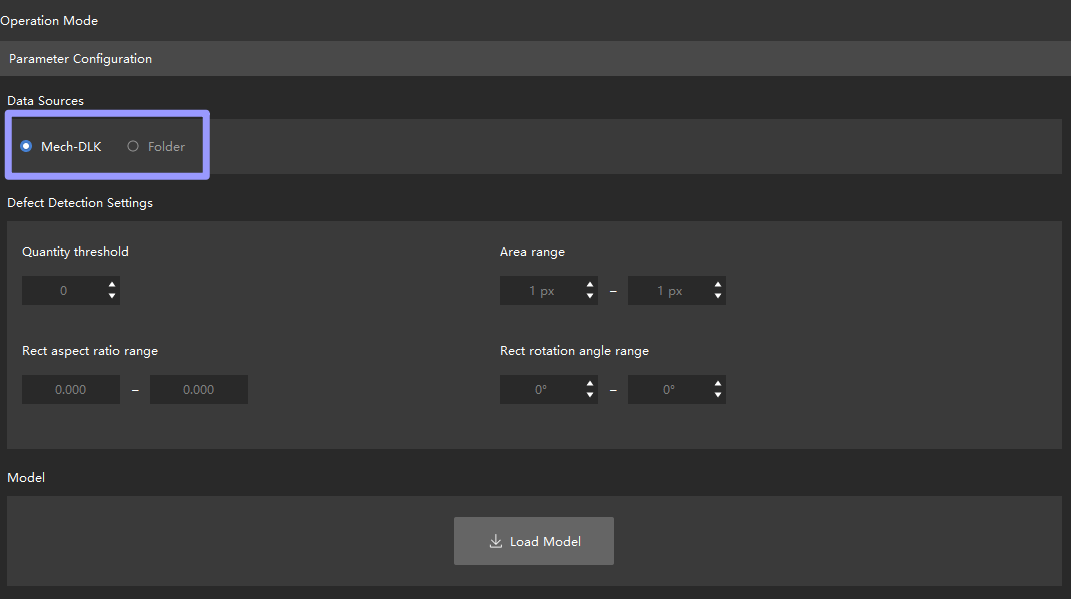 Operation Mode
Parameter Configuration
Data Sources
Mech-DLK Folder
Defect Detection Settings
Quantity threshold Area range
0 1 px – 1 px
Rect aspect ratio range Rect rotation angle range
0.000 – 0.000 0° – 0°
Model
Load Model